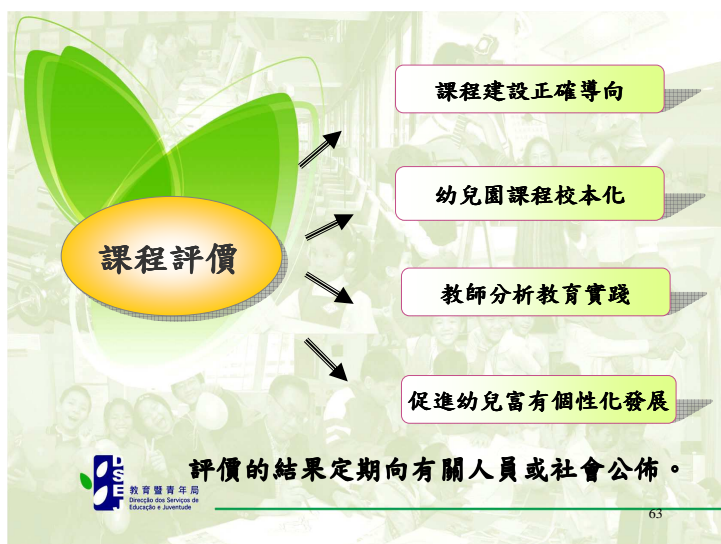 課程建設正確導向
幼兒園課程校本化
課程評價
教師分析教育實踐
促進幼兒富有個性化發展
評價的結果定期向有關人員或社會公佈。
DSEJ
教育暨青年局
Direcção dos Serviços de
Educação e Juventude
63